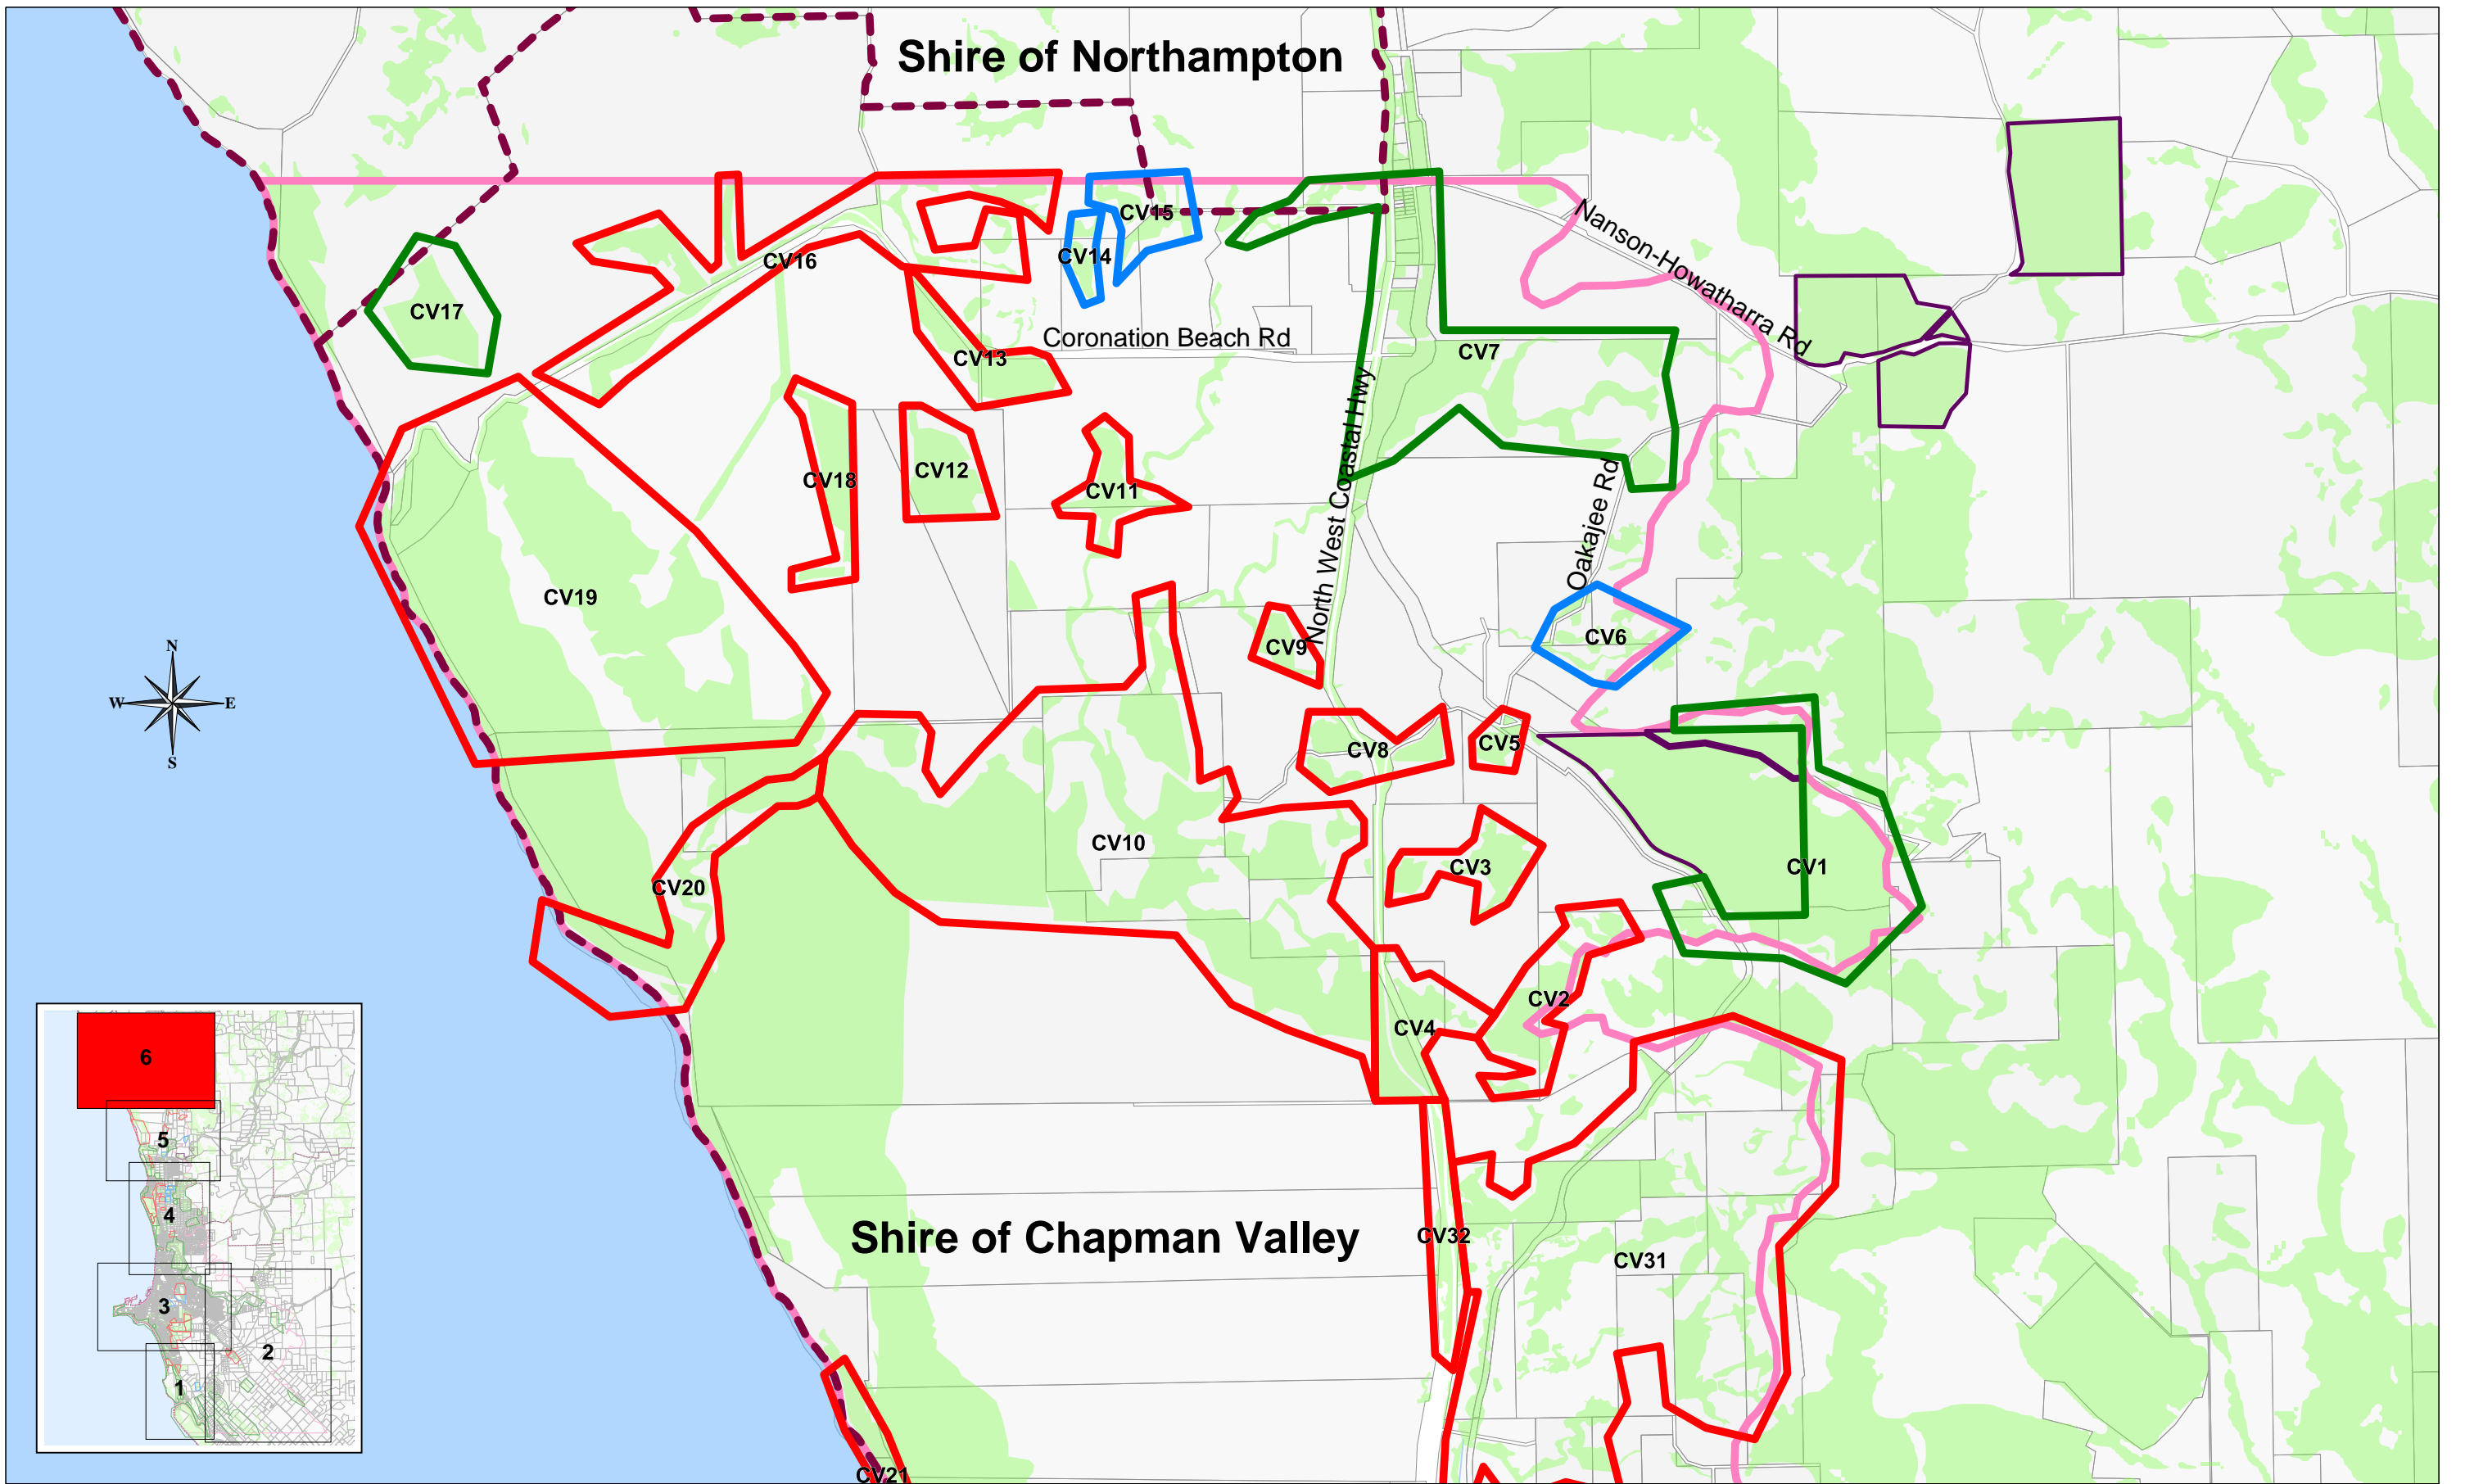 Shire of Northampton
CV15
Nanson-Howatharra Rd
CV14
CV16
CV17
Coronation Beach Rd
CV7
CV13
North West Coastal Hwy
CV12
CV18
CV11
Oakajee Rd
CV19
CV6
CV9
N
W
E
S
CV5
CV8
CV10
CV3
CV1
CV20
CV2
CV4
6
5
4
3
2
1
Shire of Chapman Valley
CV32
CV31
CV21